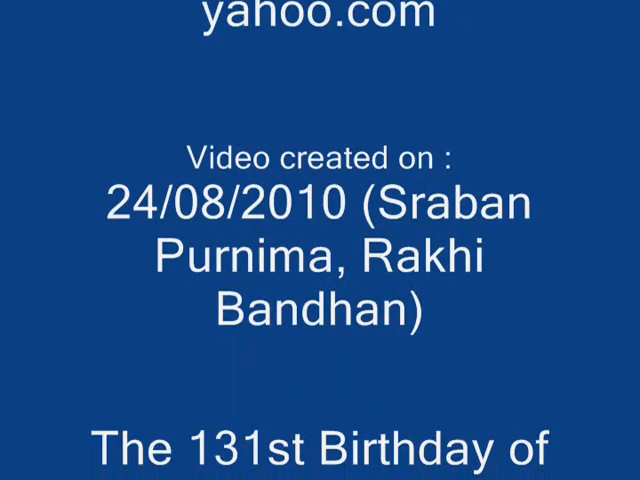 yahoo.com
Video created on :
24/08/2010 (Sraban
Purnima, Rakhi
Bandhan)
The 131st Birthday of